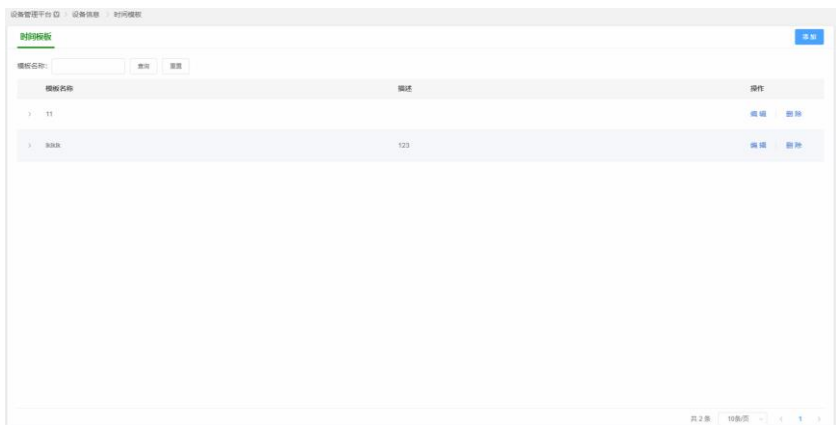 设备管理平台 > 设备信息 > 时间模板
时间模板
添加
模板名称:
查询 重置
模板名称 描述 操作
11 编辑 删除
123 编辑 删除
共 2 条 10条/页 < 1 >